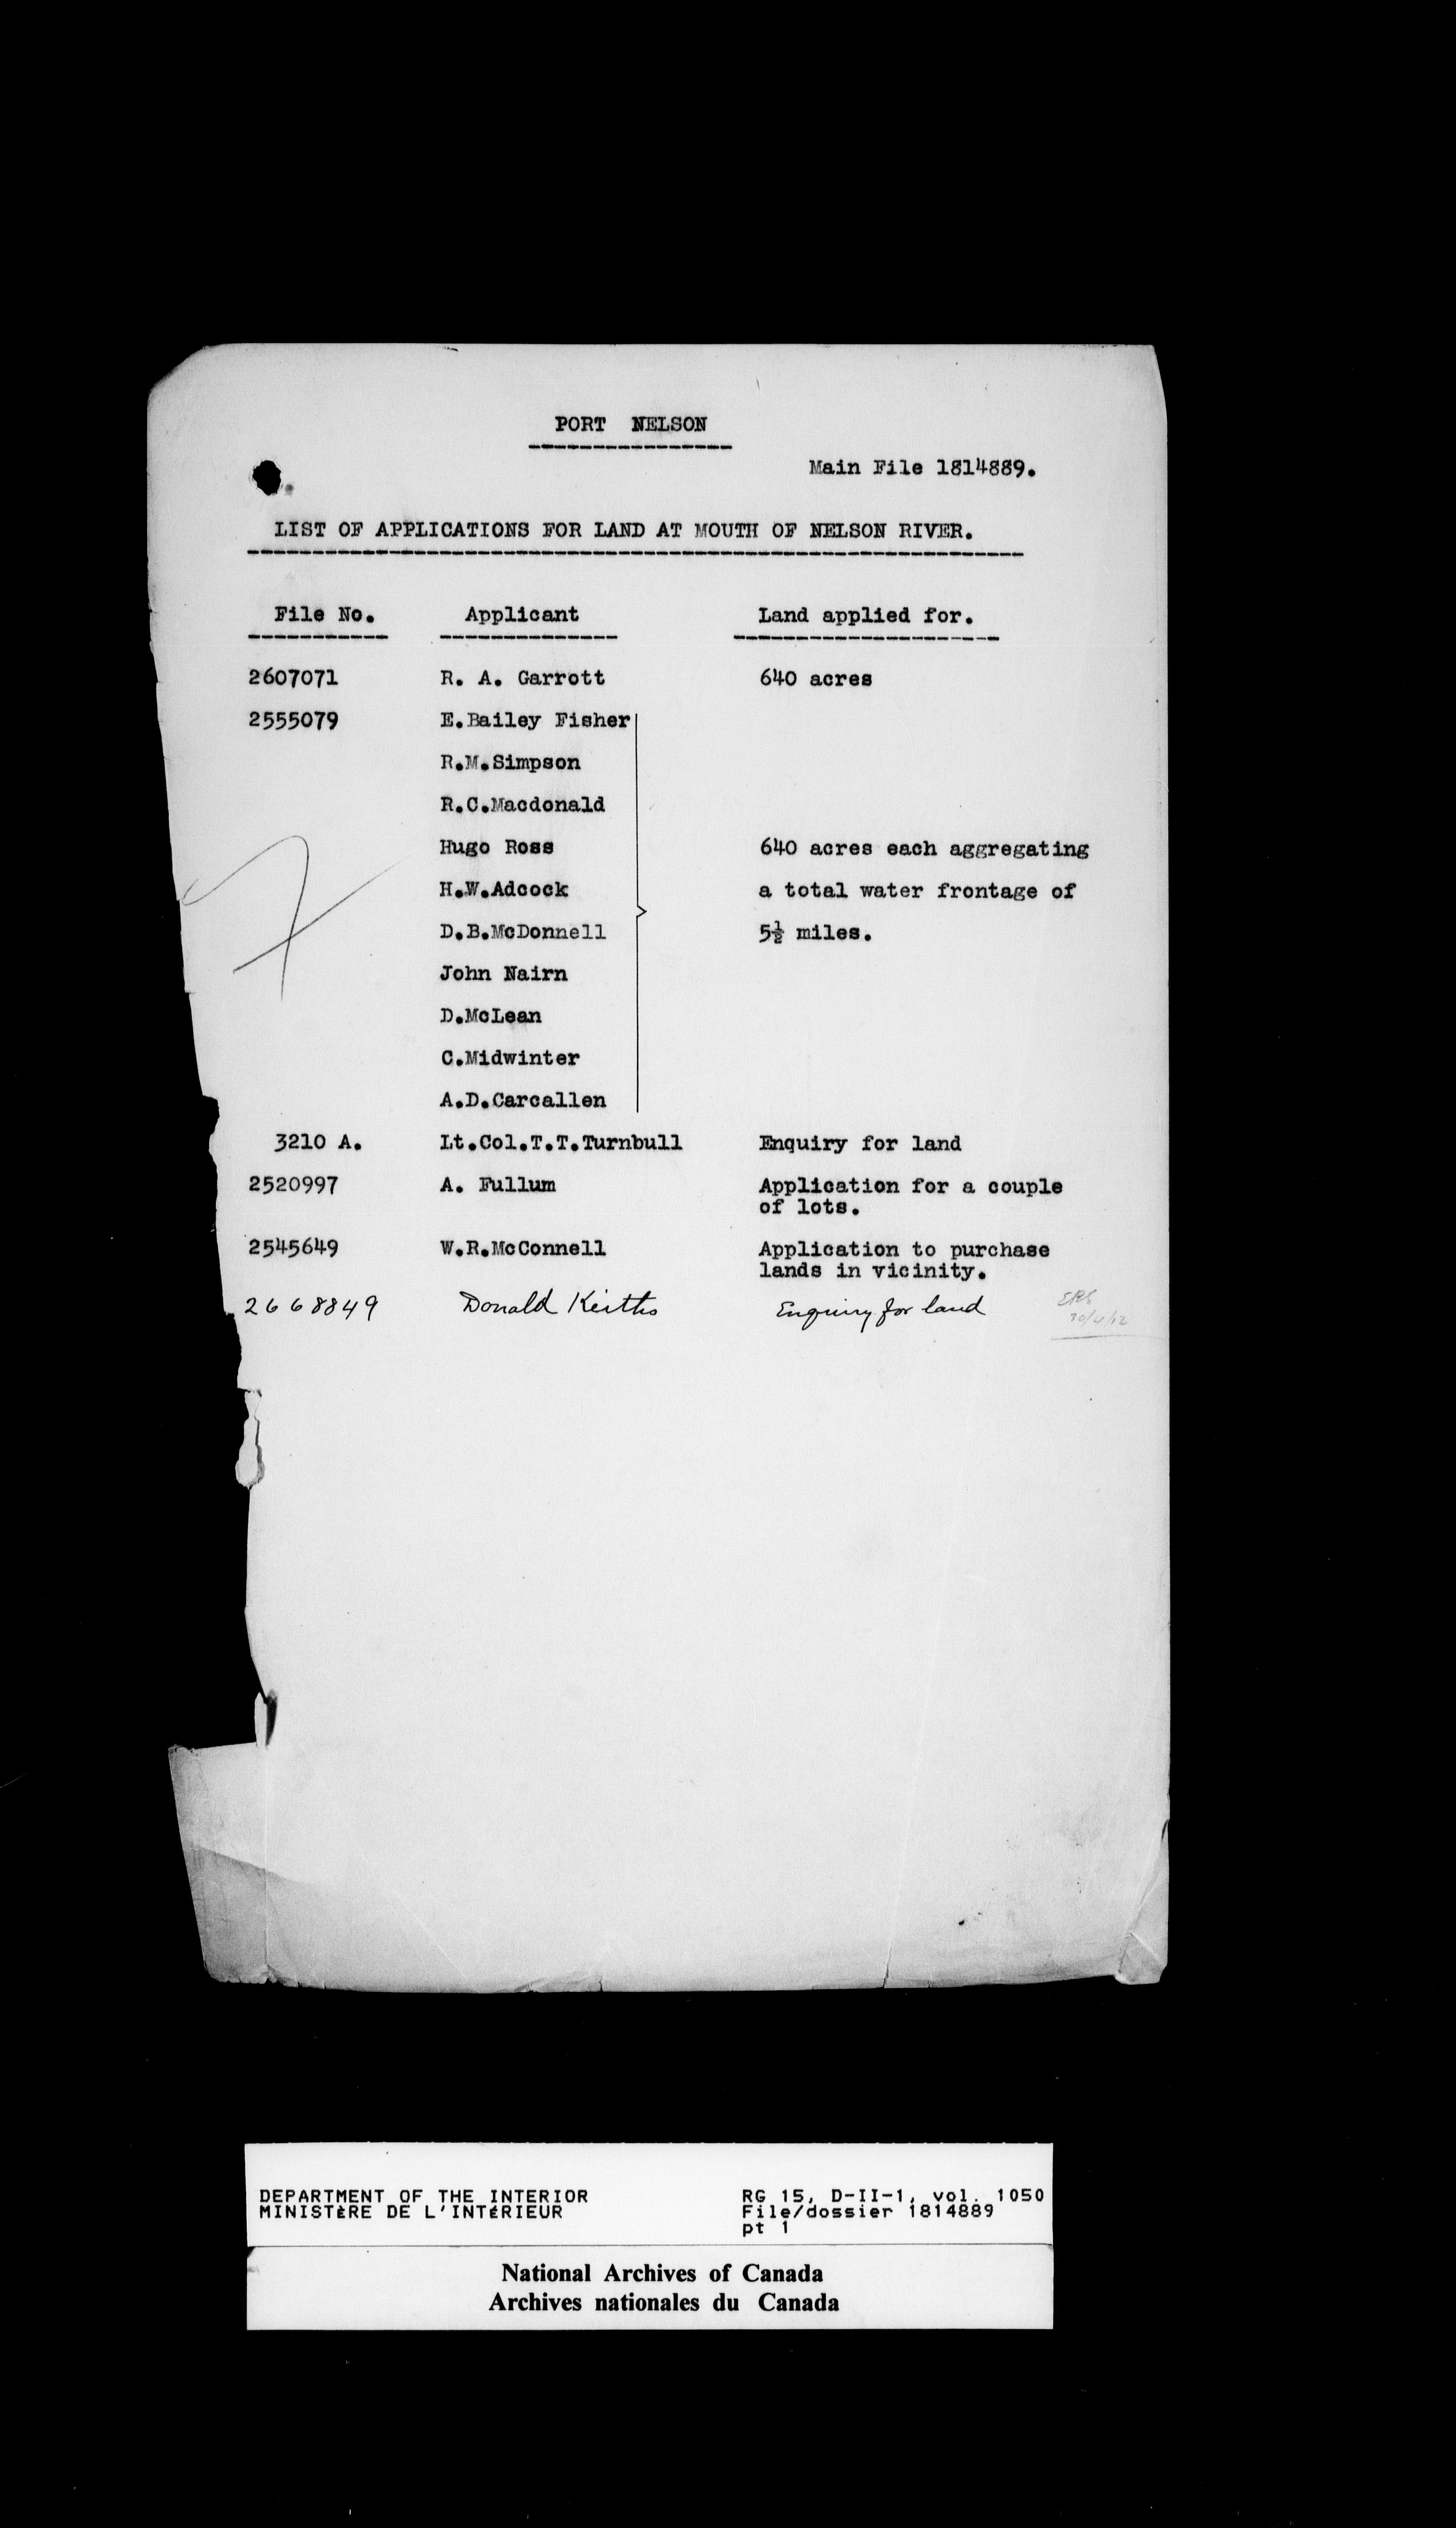 PORT NELSON
Main File 1814889.
LIST OF APPLICATIONS FOR LAND AT MOUTH OF NELSON RIVER.
File No. Applicant Land applied for.
2607071 R. A. Garrott 640 acres
2555079 E.Bailey Fisher
R.M.Simpson
R.C.Macdonald
Hugo Ross 640 acres each aggregating
H.W.Adcock a total water frontage of
D.B.McDonnell 5½ miles.
John Nairn
D.McLean
C.Midwinter
A.D.Carcallen
3210 A. Lt.Col.T.T.Turnbull Enquiry for land
2520997 A. Fullum Application for a couple
of lots.
2545649 W.R.McConnell Application to purchase
lands in vicinity.
2668849 Donald Enquiry for land
DEPARTMENT OF THE INTERIOR RG 15, D-II-1, vol. 1050
MINISTÈRE DE L'INTÉRIEUR File/dossier 1814889
pt 1
National Archives of Canada
Archives nationales du Canada